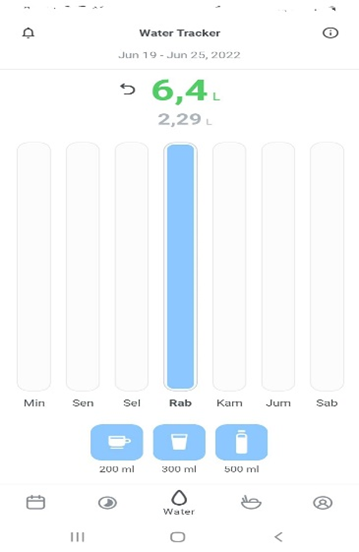 Water Tracker
Jun 19 - Jun 25, 2022
6,4 L
2,29 L
Min Sen Sel Rab Kam Jum Sab
200 ml 300 ml 500 ml
Water